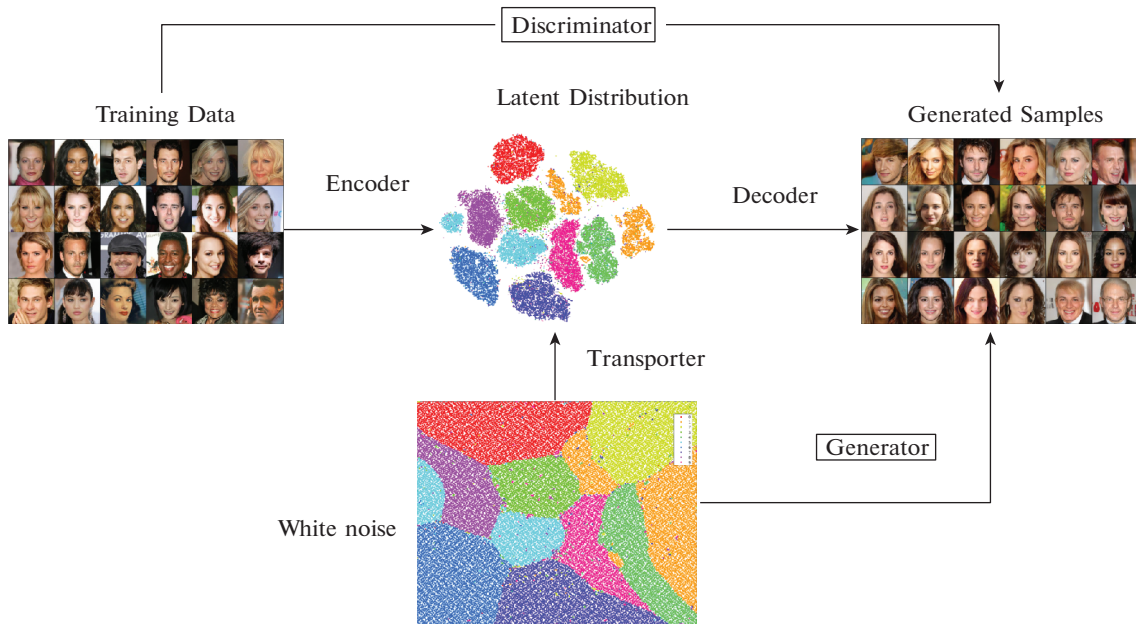 Discriminator
Training Data
Latent Distribution
Generated Samples
Encoder
Decoder
Transporter
Generator
White noise